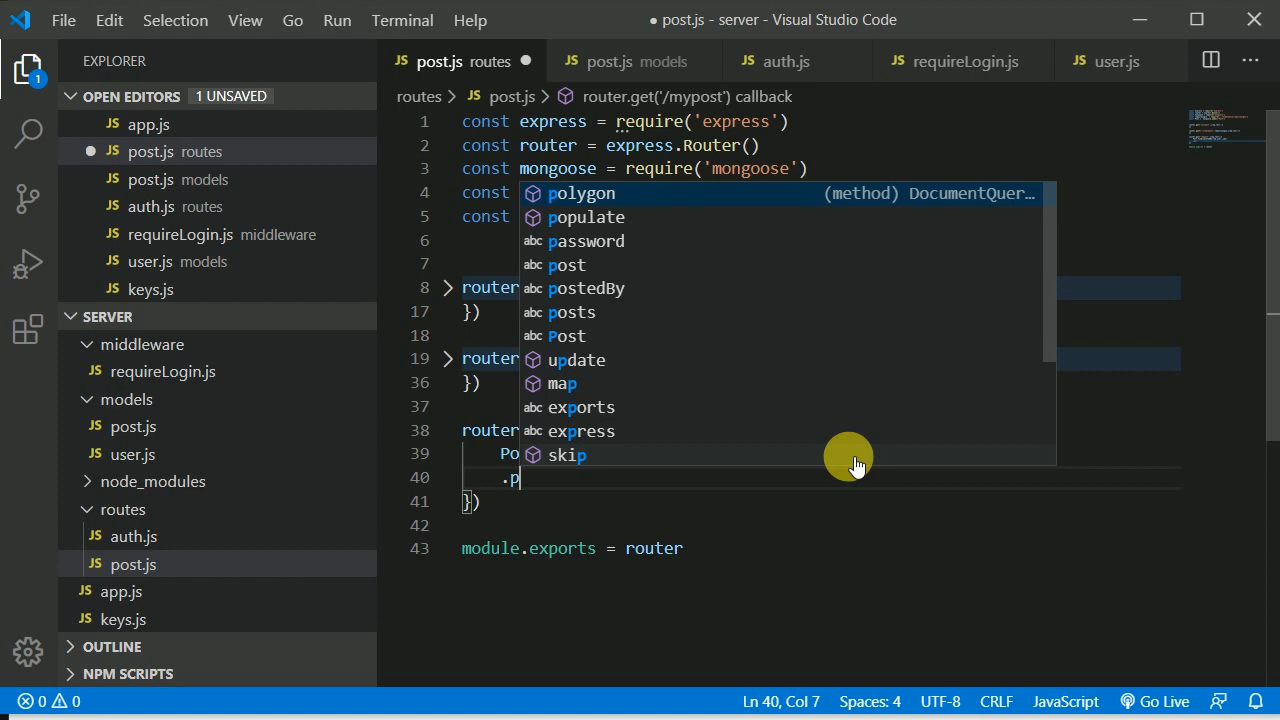 File Edit Selection View Go Run Terminal Help ● post.js - server - Visual Studio Code
EXPLORER
JS post.js routes JS post.js models JS auth.js JS requireLogin.js JS user.js
1
OPEN EDITORS 1 UNSAVED
routes > JS post.js > router.get('/mypost') callback
JS app.js
JS post.js routes
JS post.js models
JS auth.js routes
JS requireLogin.js middleware
JS user.js models
JS keys.js
SERVER
middleware
JS requireLogin.js
models
JS post.js
JS user.js
node_modules
routes
JS auth.js
JS post.js
JS app.js
JS keys.js
OUTLINE
NPM SCRIPTS
1 const express = require('express')
2 const router = express.Router()
3 const mongoose = require('mongoose')
4 const
5 const
6
7
8 router
17 })
18
19 router
36 })
37
38 router
39 Po
40 .p
41 })
42
43 module.exports = router
polygon (method) DocumentQuer…
populate
abc password
abc post
abc postedBy
abc posts
abc Post
update
map
abc exports
abc express
skip
0 0 Ln 40, Col 7 Spaces: 4 UTF-8 CRLF JavaScript Go Live